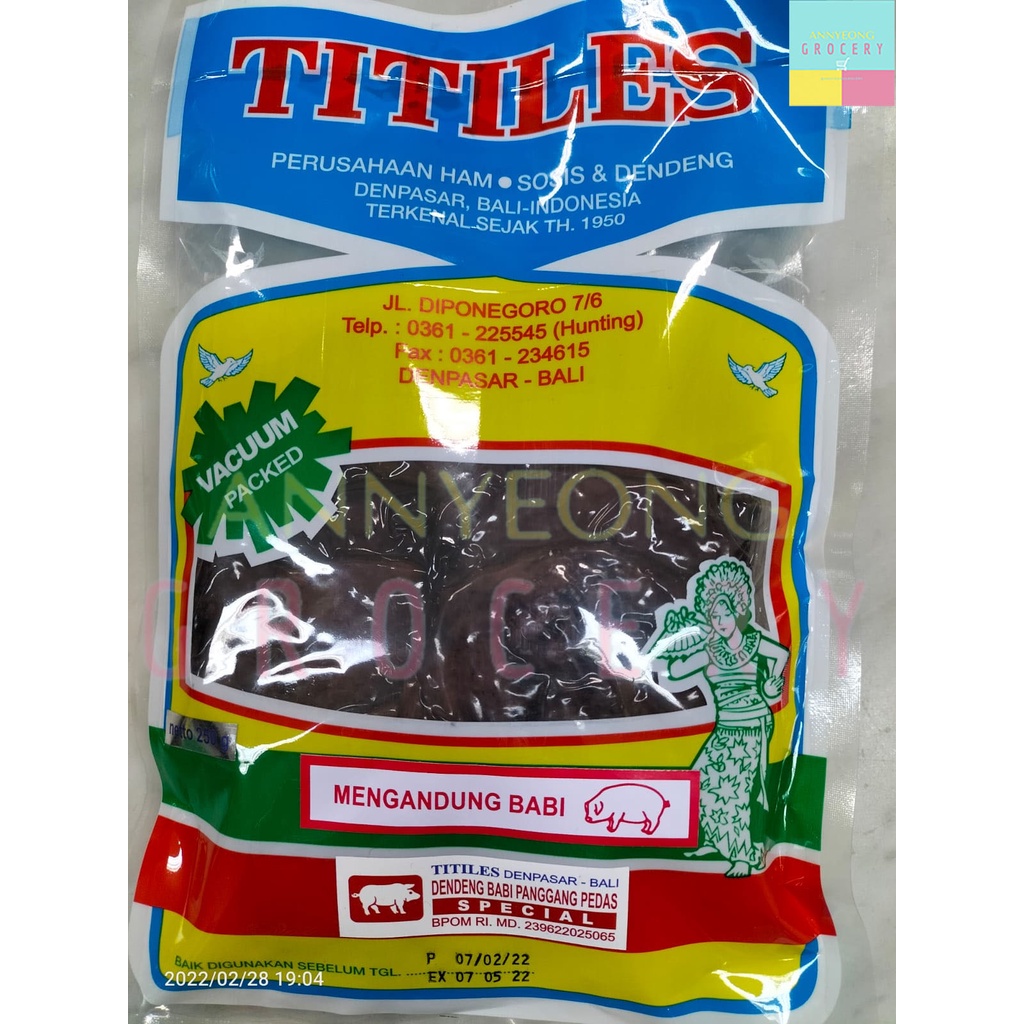 ANNYEONG
GROCERY
TITILES
PERUSAHAAN HAM • SOSIS & DENDENG
DENPASAR, BALI-INDONESIA
TERKENAL SEJAK TH. 1950
JL. DIPONEGORO 7/6
Telp. : 0361 - 225545 (Hunting)
Fax : 0361 - 234615
DENPASAR - BALI
VACUUM
PACKED
ANNYEONG
GROCERY
netto 250 g
MENGANDUNG BABI
TITILES DENPASAR - BALI
DENDENG BABI PANGGANG PEDAS
SPECIAL
BPOM RI. MD. 239622025065
P 07/02/22
BAIK DIGUNAKAN SEBELUM TGL. EX 07 05 22
2022/02/28 19:04